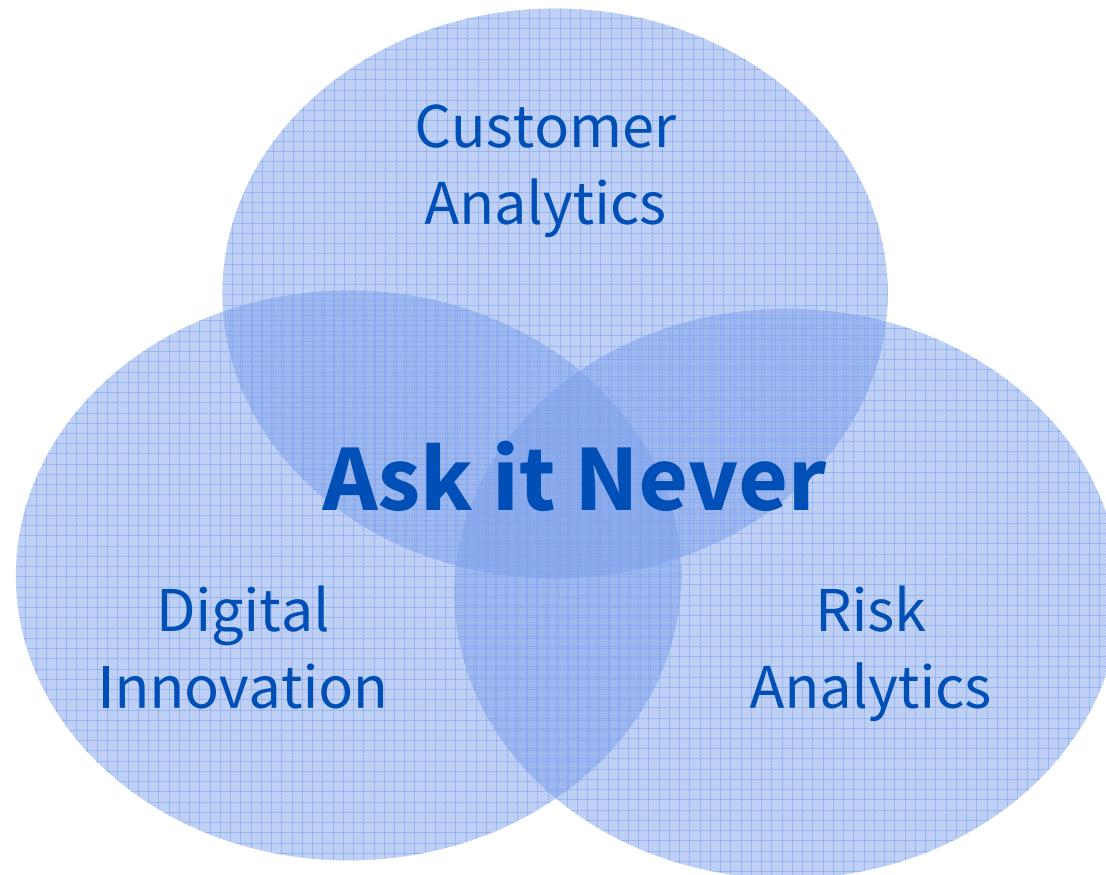 Customer
Analytics
Ask it Never
Digital
Innovation
Risk
Analytics